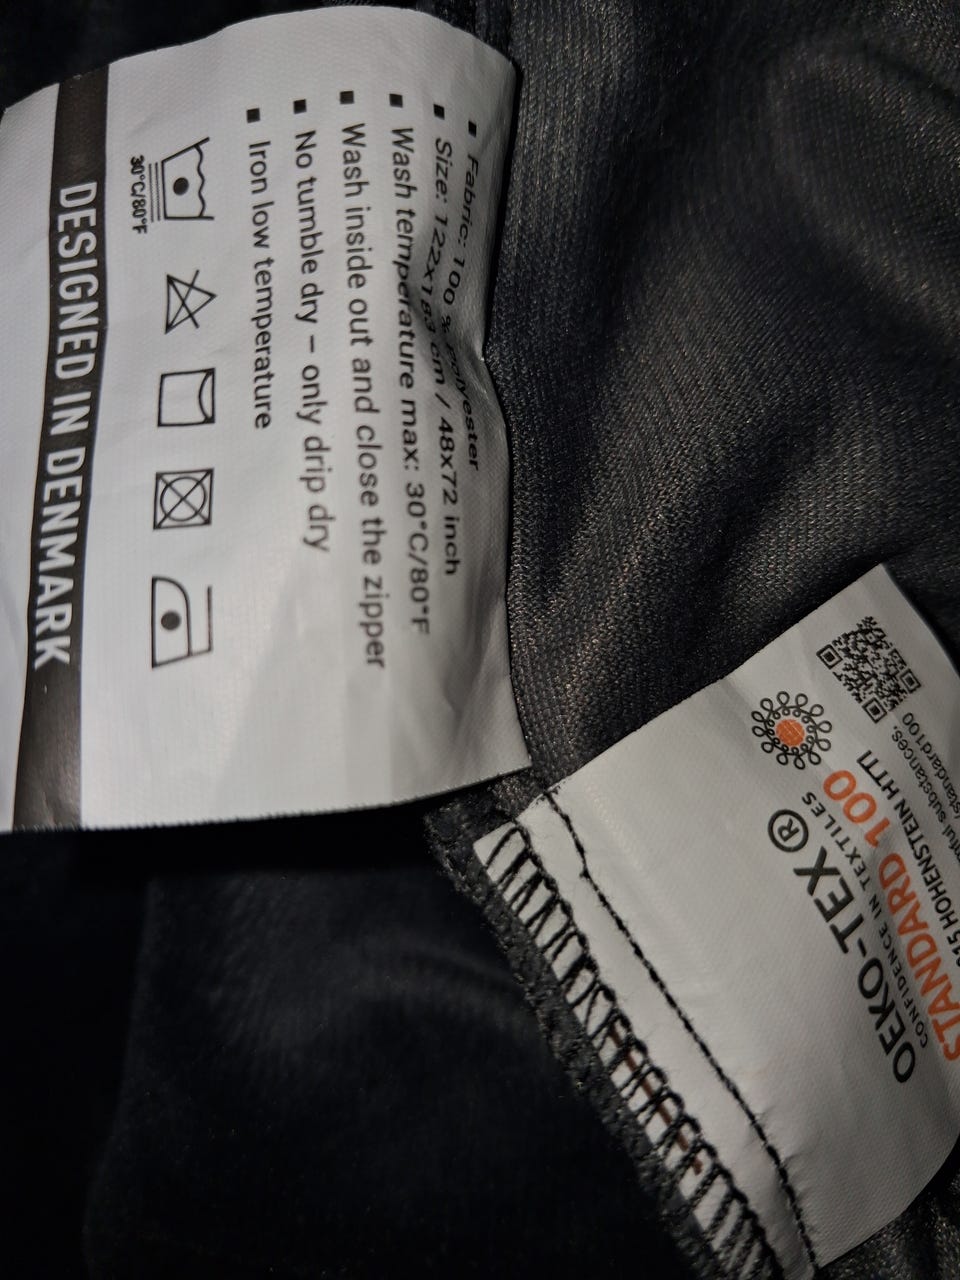 Fabric: 100 % polyester
Size: 122x183 cm / 48x72 inch
Wash temperature max: 30°C/80°F
Wash inside out and close the zipper
No tumble dry – only drip dry
Iron low temperature
30°C/80°F
DESIGNED IN DENMARK
OEKO-TEX®
CONFIDENCE IN TEXTILES
STANDARD 100
HOHENSTEIN HTTI
substances.
/standard100